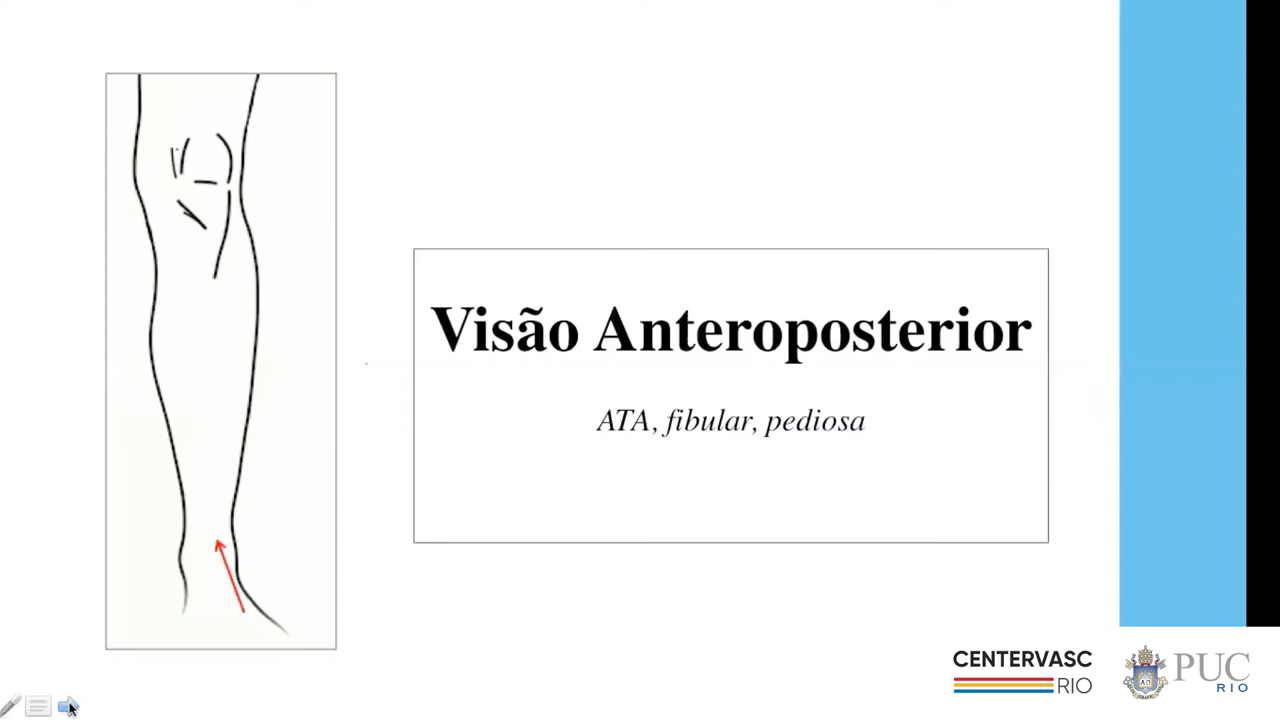 Visão Anteroposterior
ATA, fibular, pediosa
CENTERVASC
RIO
PUC
RIO